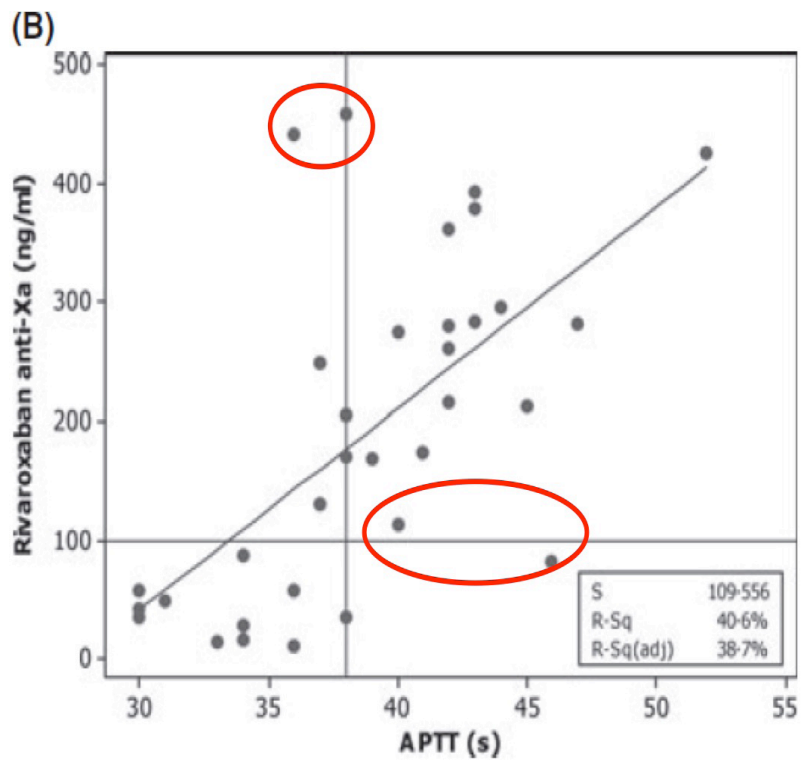 (B)
500
400
300
200
100
0
Rivaroxaban anti-Xa (ng/ml)
S 109·556
R-Sq 40·6%
R-Sq(adj) 38·7%
30 35 40 45 50 55
APTT (s)